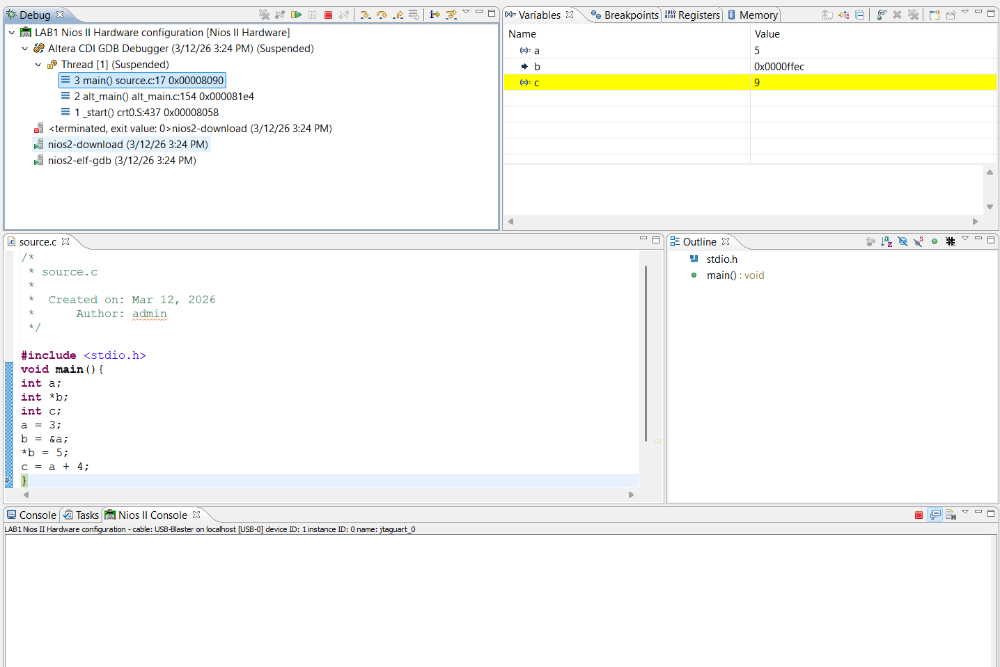 Debug
LAB1 Nios II Hardware configuration [Nios II Hardware]
Altera CDI GDB Debugger (3/12/26 3:24 PM) (Suspended)
Thread [1] (Suspended)
3 main() source.c:17 0x00008090
2 alt_main() alt_main.c:154 0x000081e4
1 _start() crt0.S:437 0x00008058
<terminated, exit value: 0>nios2-download (3/12/26 3:24 PM)
nios2-download (3/12/26 3:24 PM)
nios2-elf-gdb (3/12/26 3:24 PM)
(x)= Variables Breakpoints 1010 0101 Registers Memory
Name Value
(x)= a 5
b 0x0000ffec
(x)= c 9
source.c
/*
 * source.c
 *
 *  Created on: Mar 12, 2026
 *      Author: admin
 */
#include <stdio.h>
void main(){
int a;
int *b;
int c;
a = 3;
b = &a;
*b = 5;
c = a + 4;
}
Outline
stdio.h
main() : void
Console Tasks Nios II Console
LAB1 Nios II Hardware configuration - cable: USB-Blaster on localhost [USB-0] device ID: 1 instance ID: 0 name: jtaguart_0